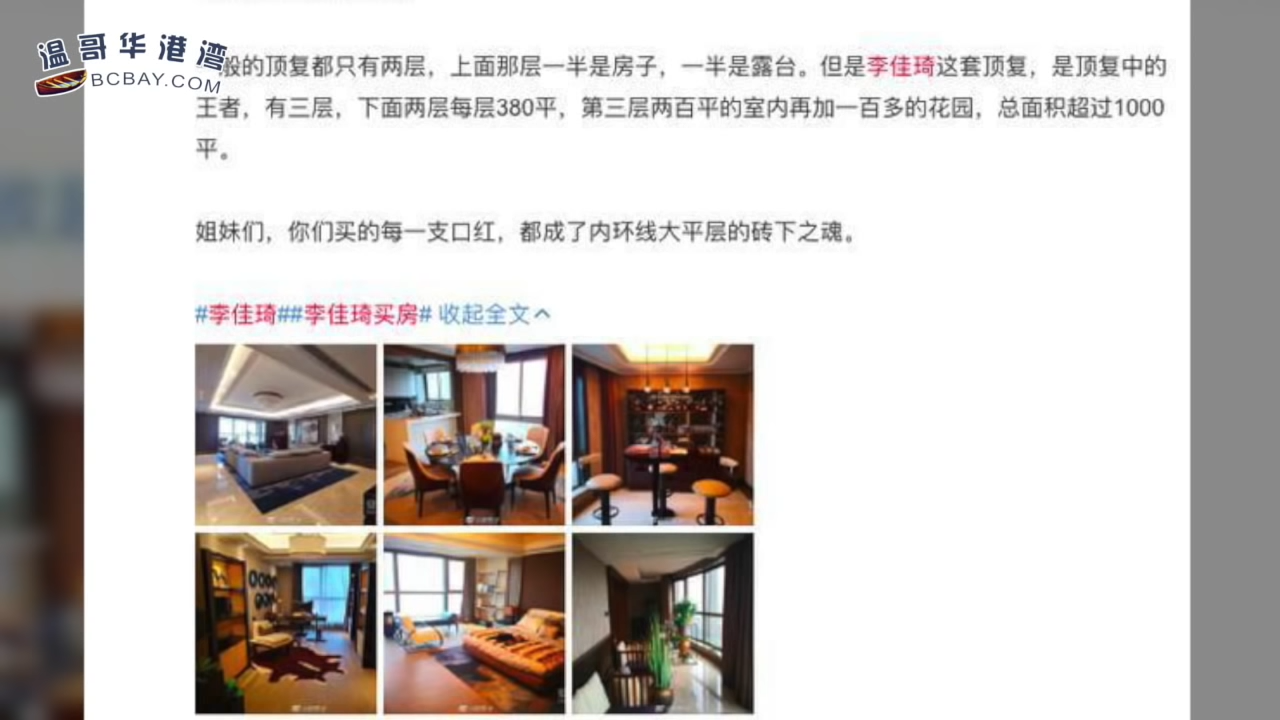 温哥华港湾
BCBAY.COM
般的顶复都只有两层，上面那层一半是房子，一半是露台。但是李佳琦这套顶复，是顶复中的
王者，有三层，下面两层每层380平，第三层两百平的室内再加一百多的花园，总面积超过1000
平。
姐妹们，你们买的每一支口红，都成了内环线大平层的砖下之魂。
#李佳琦##李佳琦买房# 收起全文